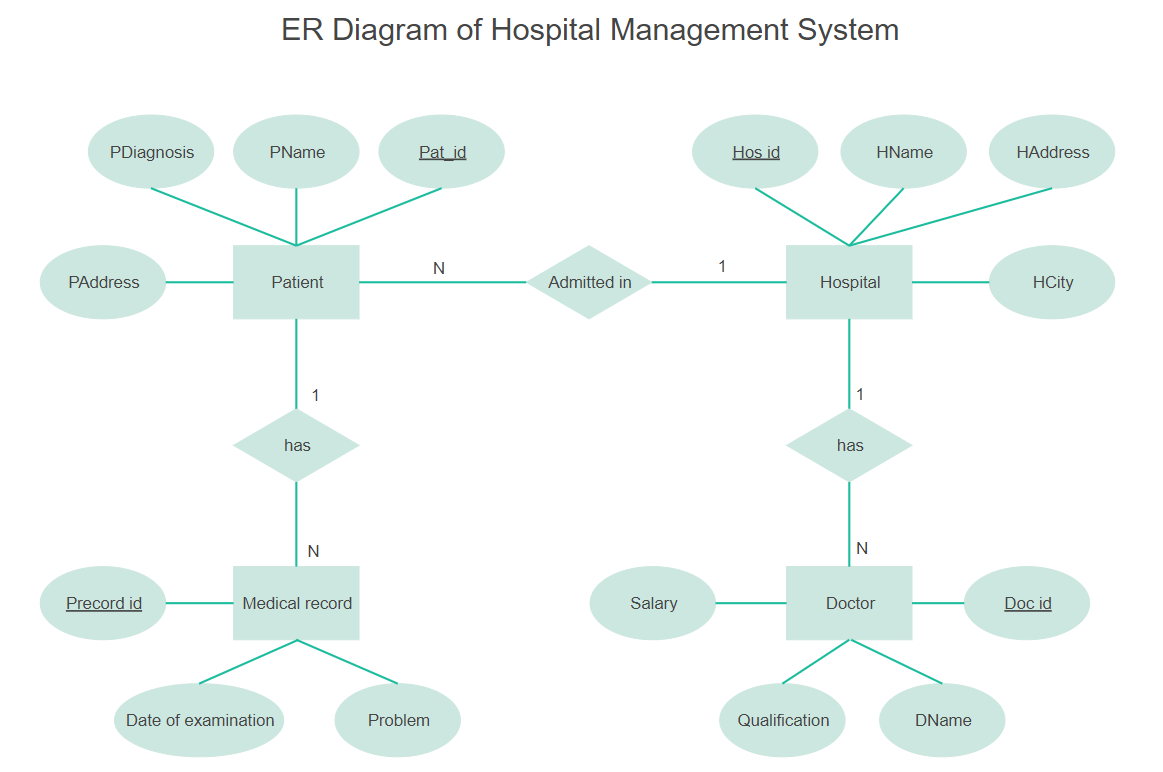 ER Diagram of Hospital Management System
PDiagnosis
PName
Pat_id
Hos id
HName
HAddress
PAddress
Patient
N
Admitted in
1
Hospital
HCity
1
1
has
has
N
N
Precord id
Medical record
Salary
Doctor
Doc id
Date of examination
Problem
Qualification
DName